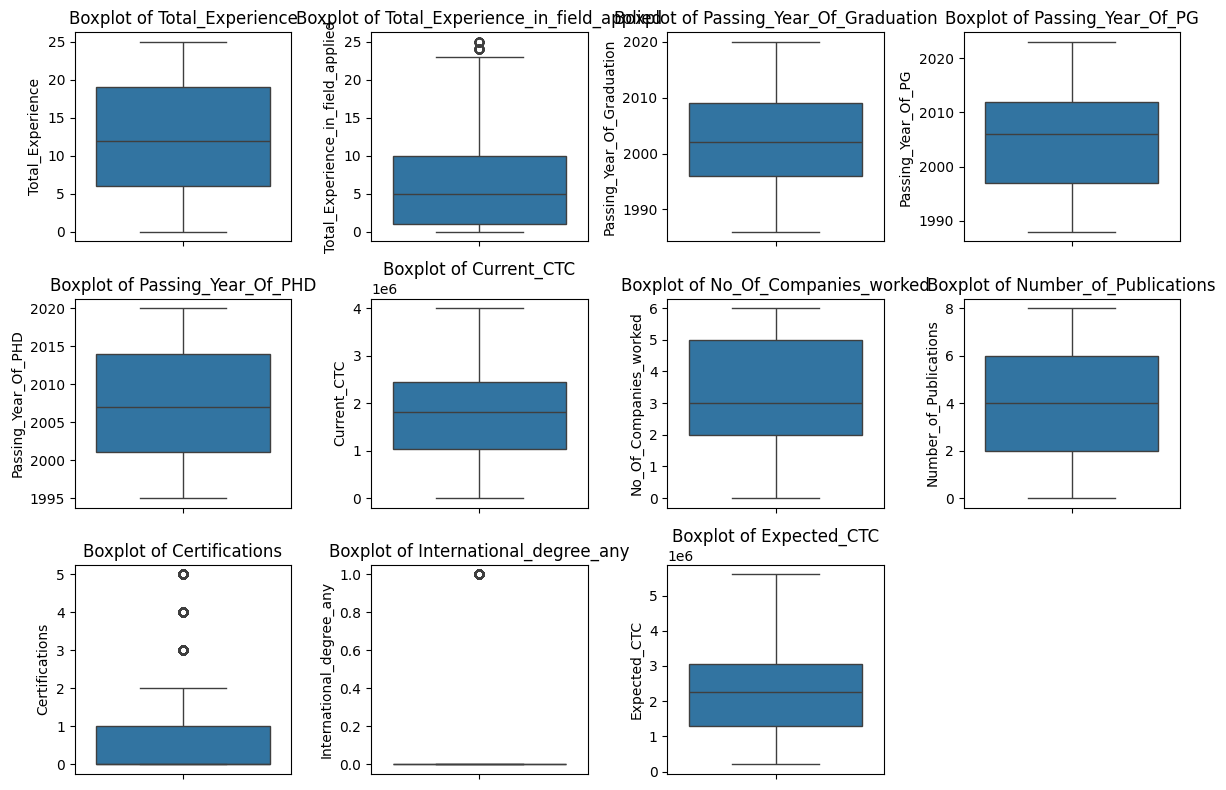 Boxplot of Total_Experience
25
20
15
10
5
0
Total_Experience
Boxplot of Total_Experience_in_field_applied
25
20
15
10
5
0
Total_Experience_in_field_applied
Boxplot of Passing_Year_Of_Graduation
2020
2010
2000
1990
Passing_Year_Of_Graduation
Boxplot of Passing_Year_Of_PG
2020
2010
2000
1990
Passing_Year_Of_PG
Boxplot of Passing_Year_Of_PHD
2020
2015
2010
2005
2000
1995
Passing_Year_Of_PHD
Boxplot of Current_CTC
1e6
4
3
2
1
0
Current_CTC
Boxplot of No_Of_Companies_worked
6
5
4
3
2
1
0
No_Of_Companies_worked
Boxplot of Number_of_Publications
8
6
4
2
0
Number_of_Publications
Boxplot of Certifications
5
4
3
2
1
0
Certifications
Boxplot of International_degree_any
1.0
0.8
0.6
0.4
0.2
0.0
International_degree_any
Boxplot of Expected_CTC
1e6
5
4
3
2
1
0
Expected_CTC